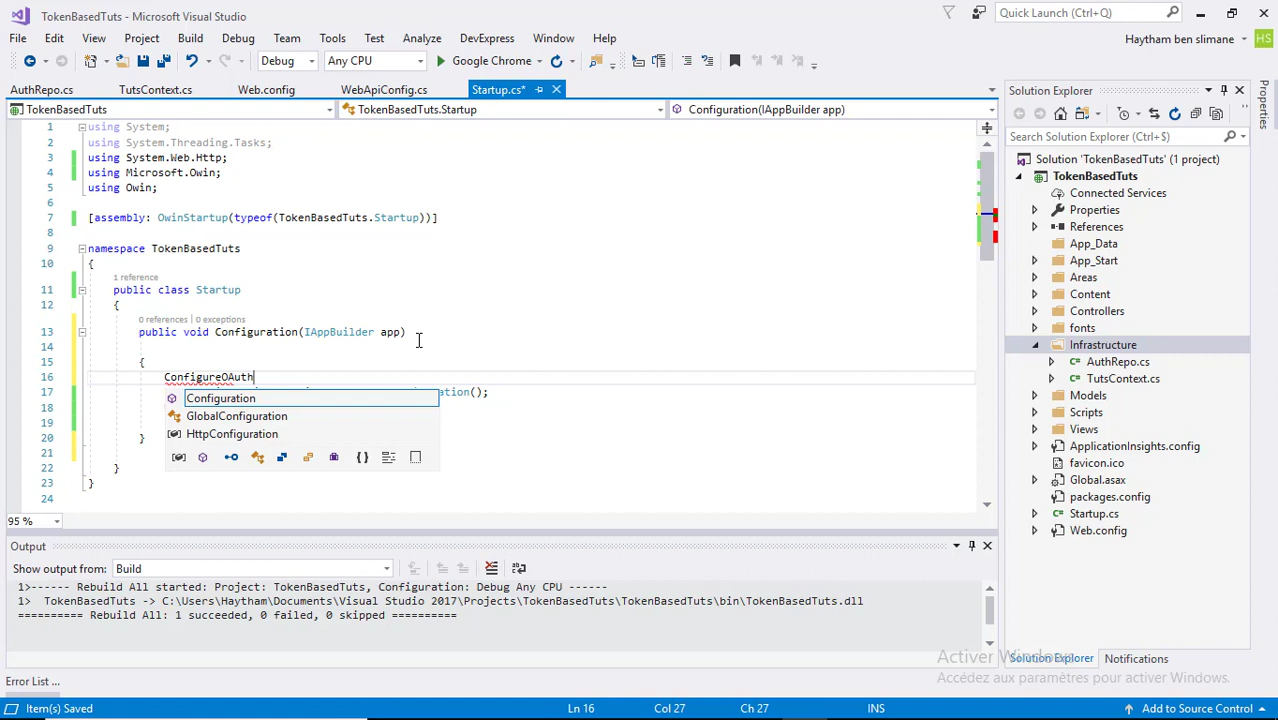 TokenBasedTuts - Microsoft Visual Studio
Quick Launch (Ctrl+Q)
File Edit View Project Build Debug Team Tools Test Analyze DevExpress Window Help
Haytham ben slimane
HS
Debug
Any CPU
Google Chrome
AuthRepo.cs TutsContext.cs Web.config WebApiConfig.cs Startup.cs*
TokenBasedTuts
TokenBasedTuts.Startup
Configuration(IAppBuilder app)
1 using System;
2 using System.Threading.Tasks;
3 using System.Web.Http;
4 using Microsoft.Owin;
5 using Owin;
6
7 [assembly: OwinStartup(typeof(TokenBasedTuts.Startup))]
8
9 namespace TokenBasedTuts
10 {
1 reference
11 public class Startup
12 {
0 references | 0 exceptions
13 public void Configuration(IAppBuilder app)
14
15 {
16 ConfigureOAuth
17 ation();
18
19
20 }
21
22 }
23 }
24
Configuration
GlobalConfiguration
HttpConfiguration
95 %
Output
Show output from: Build
1>------ Rebuild All started: Project: TokenBasedTuts, Configuration: Debug Any CPU ------
1> TokenBasedTuts -> C:\Users\Haytham\Documents\Visual Studio 2017\Projects\TokenBasedTuts\TokenBasedTuts\bin\TokenBasedTuts.dll
========== Rebuild All: 1 succeeded, 0 failed, 0 skipped ==========
Error List ...
Item(s) Saved
Ln 16
Col 27
Ch 27
INS
Add to Source Control
Solution Explorer
Search Solution Explorer (Ctrl+$)
Solution 'TokenBasedTuts' (1 project)
TokenBasedTuts
Connected Services
Properties
References
App_Data
App_Start
Areas
Content
Controllers
fonts
Infrastructure
AuthRepo.cs
TutsContext.cs
Models
Scripts
Views
ApplicationInsights.config
favicon.ico
Global.asax
packages.config
Startup.cs
Web.config
Solution Explorer Notifications
Properties
Activer Windows
Accédez aux paramètres pour activer Windows.